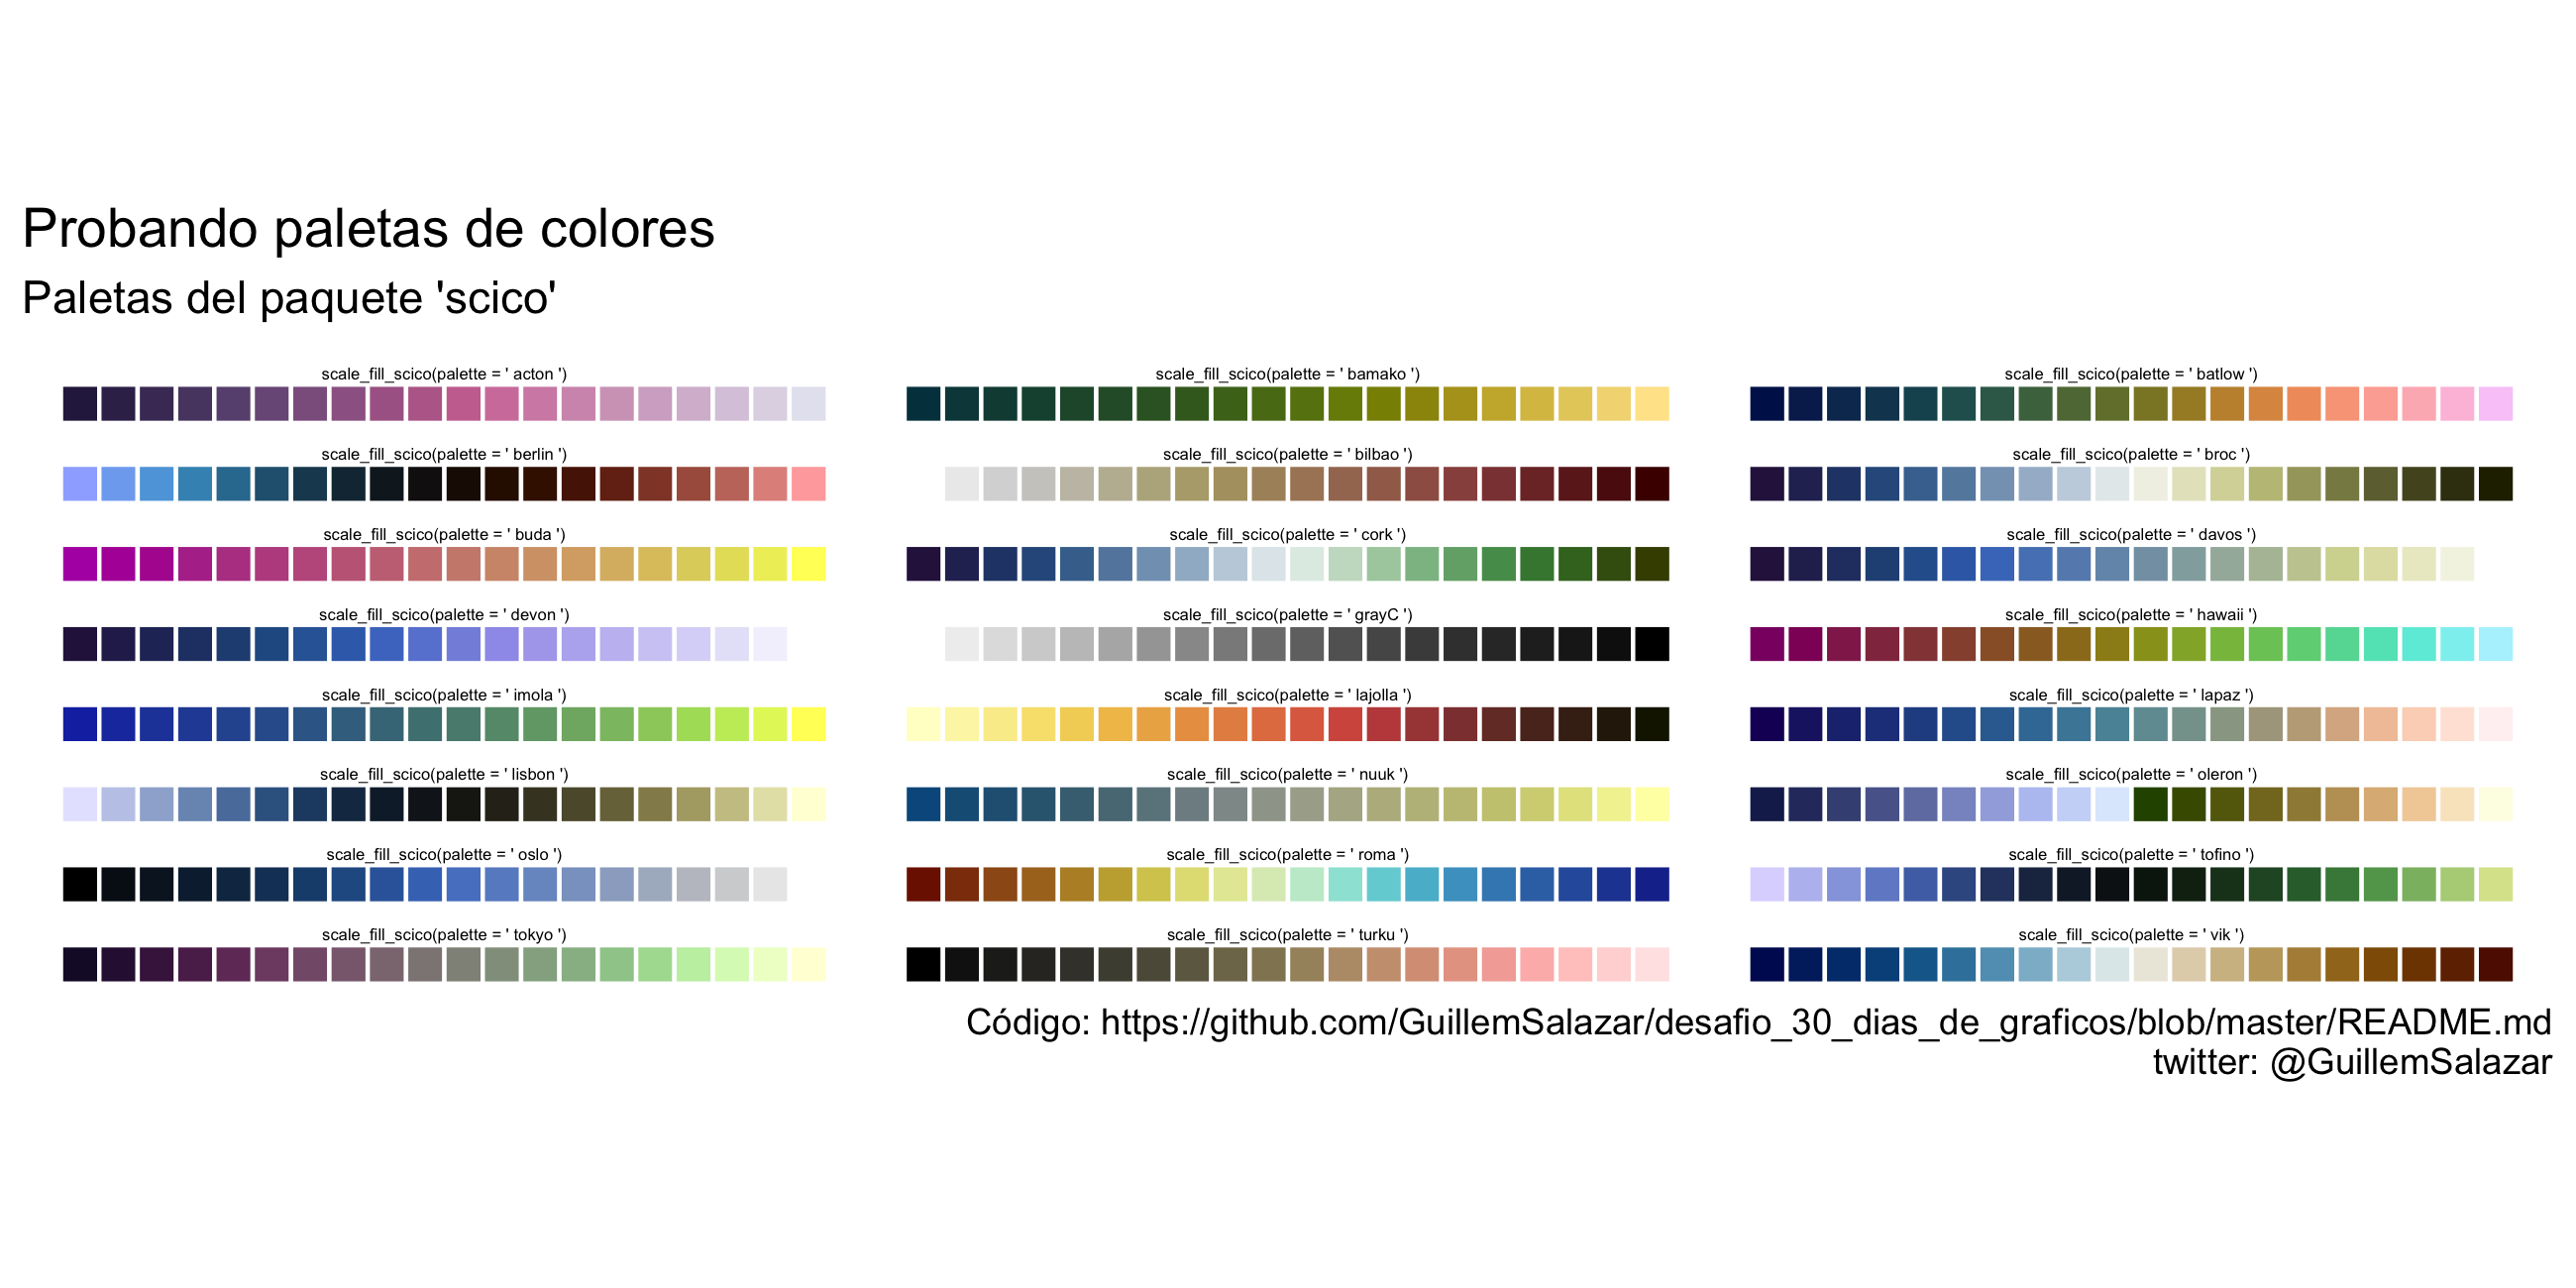 Probando paletas de colores
Paletas del paquete 'scico'
scale_fill_scico(palette = ' acton ')
scale_fill_scico(palette = ' bamako ')
scale_fill_scico(palette = ' batlow ')
scale_fill_scico(palette = ' berlin ')
scale_fill_scico(palette = ' bilbao ')
scale_fill_scico(palette = ' broc ')
scale_fill_scico(palette = ' buda ')
scale_fill_scico(palette = ' cork ')
scale_fill_scico(palette = ' davos ')
scale_fill_scico(palette = ' devon ')
scale_fill_scico(palette = ' grayC ')
scale_fill_scico(palette = ' hawaii ')
scale_fill_scico(palette = ' imola ')
scale_fill_scico(palette = ' lajolla ')
scale_fill_scico(palette = ' lapaz ')
scale_fill_scico(palette = ' lisbon ')
scale_fill_scico(palette = ' nuuk ')
scale_fill_scico(palette = ' oleron ')
scale_fill_scico(palette = ' oslo ')
scale_fill_scico(palette = ' roma ')
scale_fill_scico(palette = ' tofino ')
scale_fill_scico(palette = ' tokyo ')
scale_fill_scico(palette = ' turku ')
scale_fill_scico(palette = ' vik ')
Código: https://github.com/GuillemSalazar/desafio_30_dias_de_graficos/blob/master/README.md
twitter: @GuillemSalazar